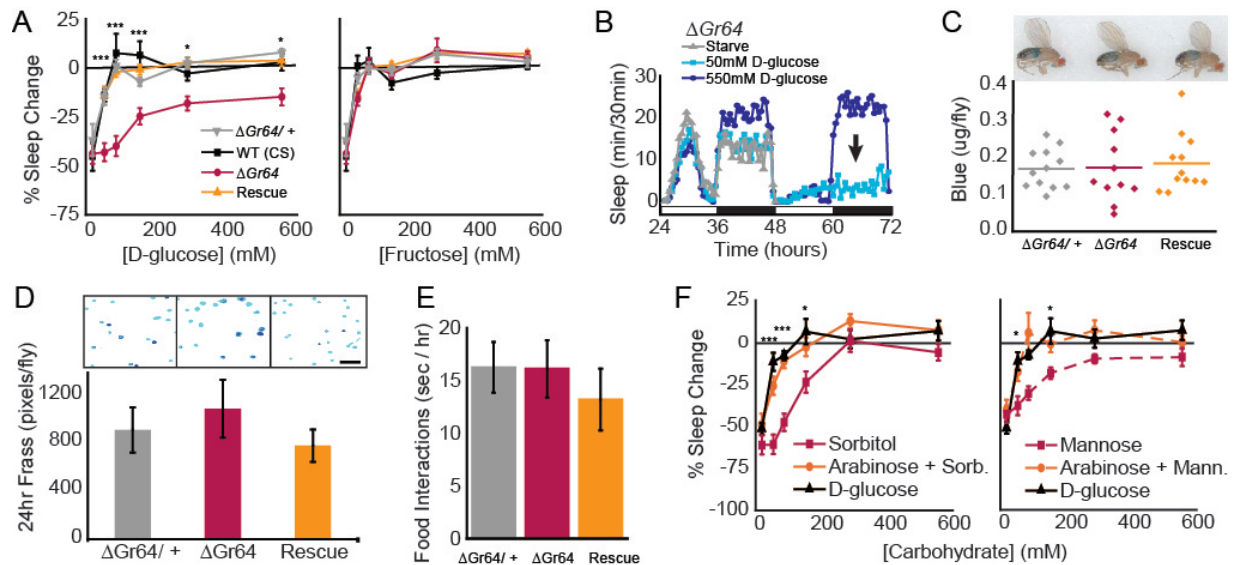 A
% Sleep Change
25
0
-25
-50
-75
*** *** *** * *
ΔGr64/ +
WT (CS)
ΔGr64
Rescue
0 200 400 600
[D-glucose] (mM)
0 200 400 600
[Fructose] (mM)
B
ΔGr64
Starve
50mM D-glucose
550mM D-glucose
Sleep (min/30min)
30
20
10
0
24 36 48 60 72
Time (hours)
C
Blue (ug/fly)
0.4
0.3
0.2
0.1
0.0
ΔGr64/ + ΔGr64 Rescue
D
24hr Frass (pixels/fly)
1200
800
400
0
ΔGr64/ + ΔGr64 Rescue
E
Food Interactions (sec / hr)
20
15
10
5
0
ΔGr64/ + ΔGr64 Rescue
F
% Sleep Change
25
0
-25
-50
-75
-100
*** *** *
Sorbitol
Arabinose + Sorb.
D-glucose
0 200 400 600
* *
Mannose
Arabinose + Mann.
D-glucose
0 200 400 600
[Carbohydrate] (mM)